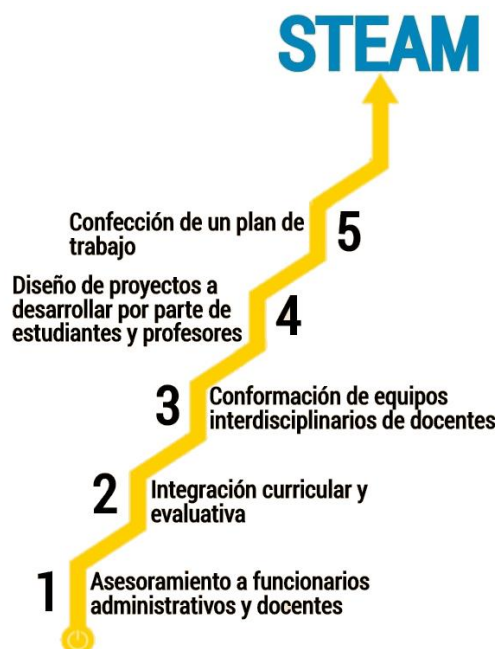 STEAM
Confección de un plan de
trabajo
5
Diseño de proyectos a
desarrollar por parte de
estudiantes y profesores
4
3
Conformación de equipos
interdisciplinarios de docentes
2
Integración curricular y
evaluativa
1
Asesoramiento a funcionarios
administrativos y docentes